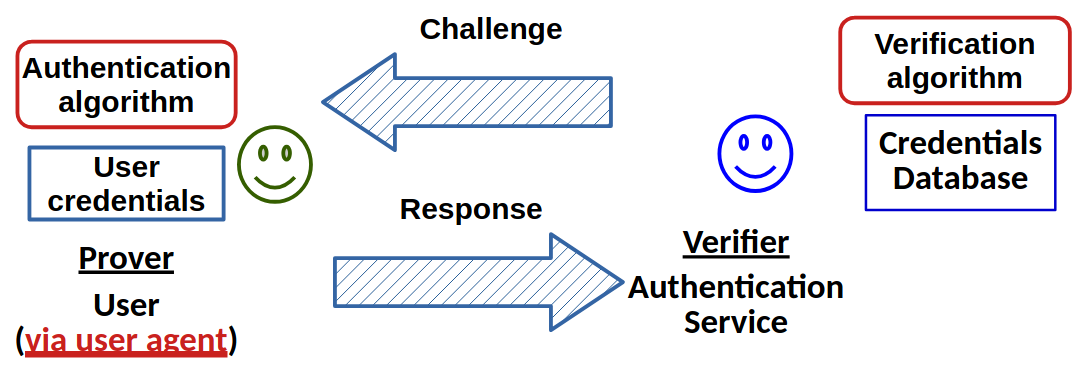 Challenge
Authentication
algorithm
User
credentials
Prover
User
(via user agent)
Response
Verification
algorithm
Credentials
Database
Verifier
Authentication
Service